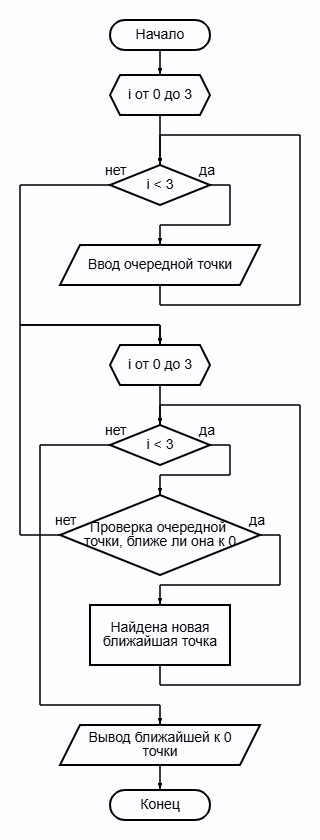 Начало
i от 0 до 3
нет
да
i < 3
Ввод очередной точки
i от 0 до 3
нет
да
i < 3
нет
да
Проверка очередной
точки, ближе ли она к 0
Найдена новая
ближайшая точка
Вывод ближайшей к 0
точки
Конец